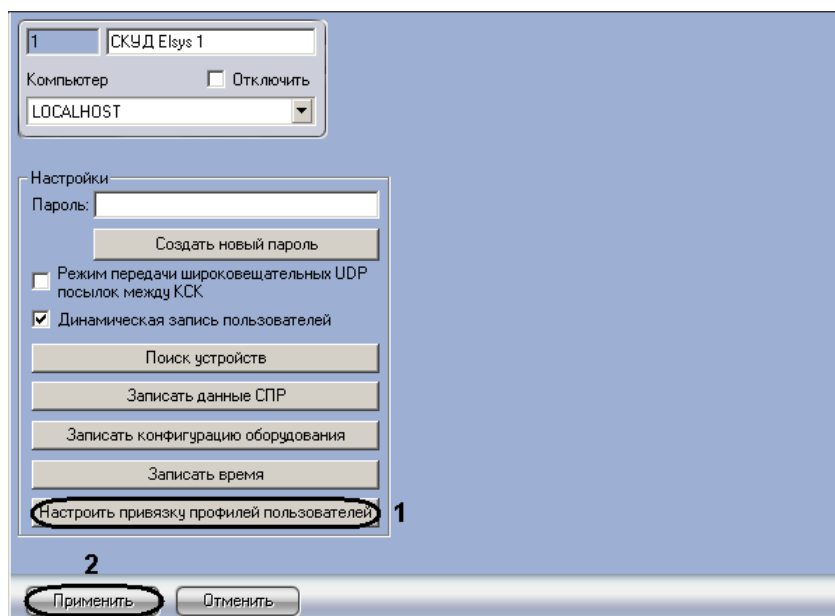 1 СКУД Elsys 1
Компьютер Отключить
LOCALHOST
Настройки
Пароль:
Создать новый пароль
Режим передачи широковещательных UDP
посылок между КСК
Динамическая запись пользователей
Поиск устройств
Записать данные СПР
Записать конфигурацию оборудования
Записать время
Настроить привязку профилей пользователей 1
2
Применить Отменить